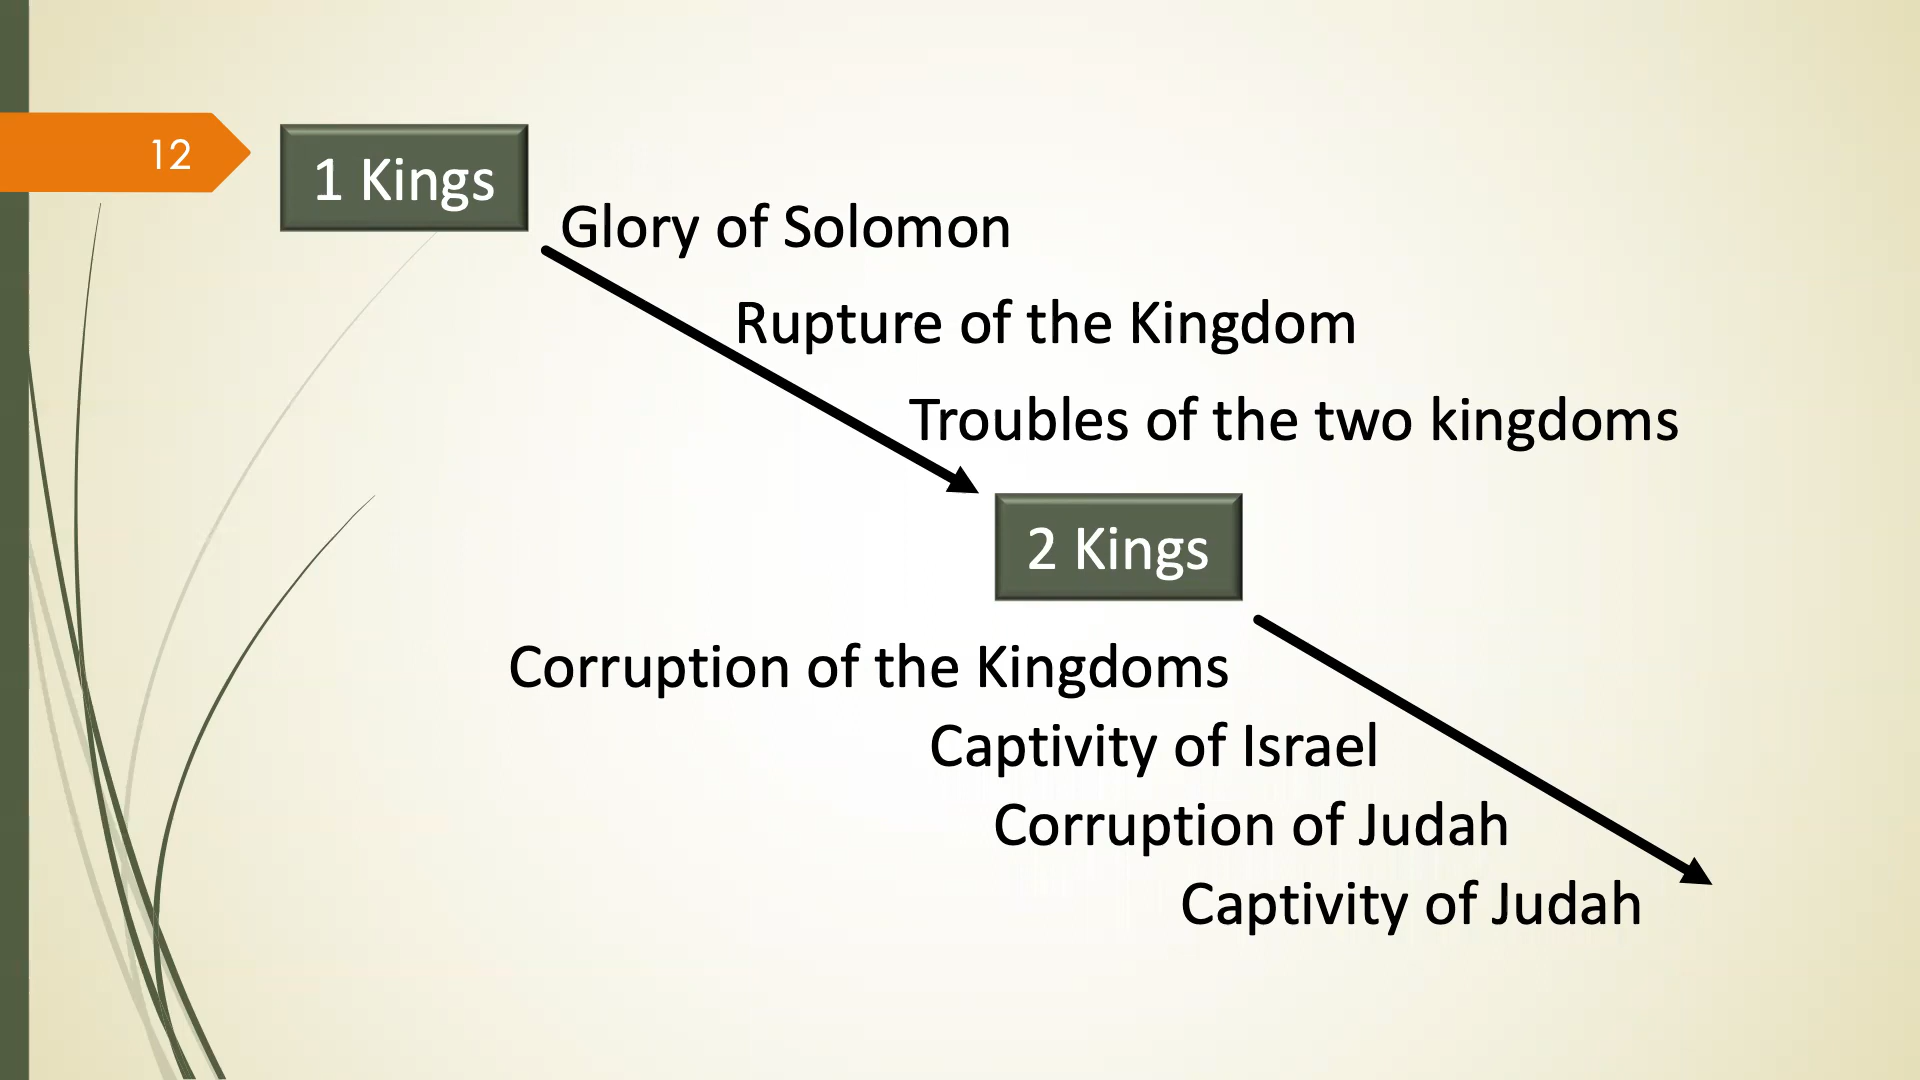 12
1 Kings
Glory of Solomon
Rupture of the Kingdom
Troubles of the two kingdoms
2 Kings
Corruption of the Kingdoms
Captivity of Israel
Corruption of Judah
Captivity of Judah